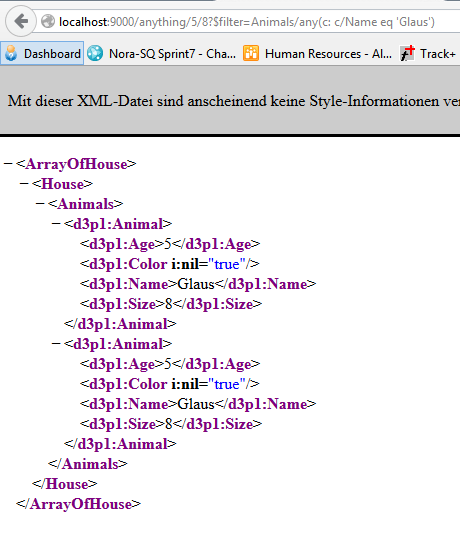 localhost:9000/anything/5/8?$filter=Animals/any(c: c/Name eq 'Glaus')
Dashboard Nora-SQ Sprint7 - Cha... Human Resources - Al... Track+
Mit dieser XML-Datei sind anscheinend keine Style-Informationen
− <ArrayOfHouse>
− <House>
− <Animals>
− <d3p1:Animal>
<d3p1:Age>5</d3p1:Age>
<d3p1:Color i:nil="true"/>
<d3p1:Name>Glaus</d3p1:Name>
<d3p1:Size>8</d3p1:Size>
</d3p1:Animal>
− <d3p1:Animal>
<d3p1:Age>5</d3p1:Age>
<d3p1:Color i:nil="true"/>
<d3p1:Name>Glaus</d3p1:Name>
<d3p1:Size>8</d3p1:Size>
</d3p1:Animal>
</Animals>
</House>
</ArrayOfHouse>